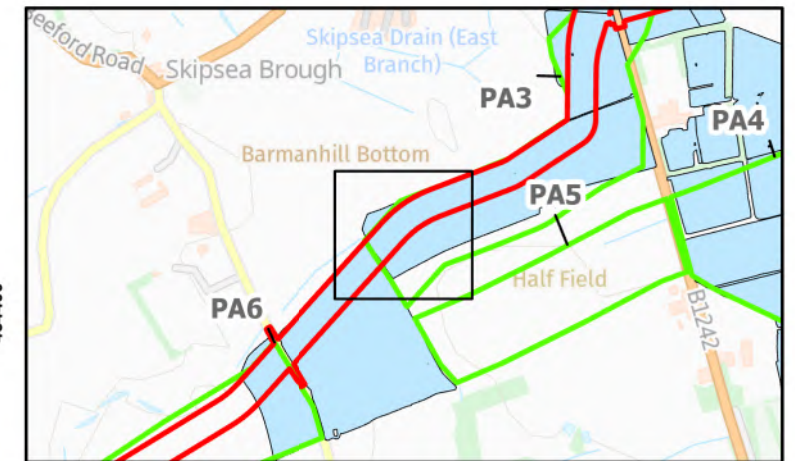 Beeford Road
Skipsea Brough
Skipsea Drain (East
Branch)
PA3
PA4
Barmanhill Bottom
PA5
Half Field
PA6
B1242